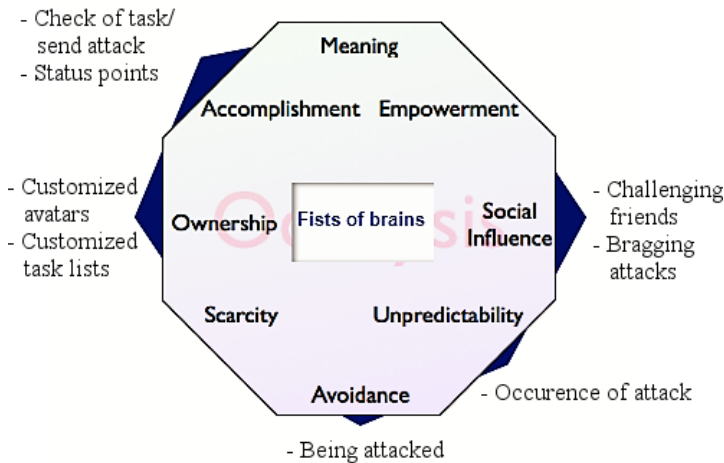 - Check of task/
send attack
- Status points
Meaning
Accomplishment
Empowerment
- Customized
avatars
- Customized
task lists
Ownership
Fists of brains
Social
Influence
- Challenging
friends
- Bragging
attacks
Scarcity
Unpredictability
Avoidance
- Occurence of attack
- Being attacked